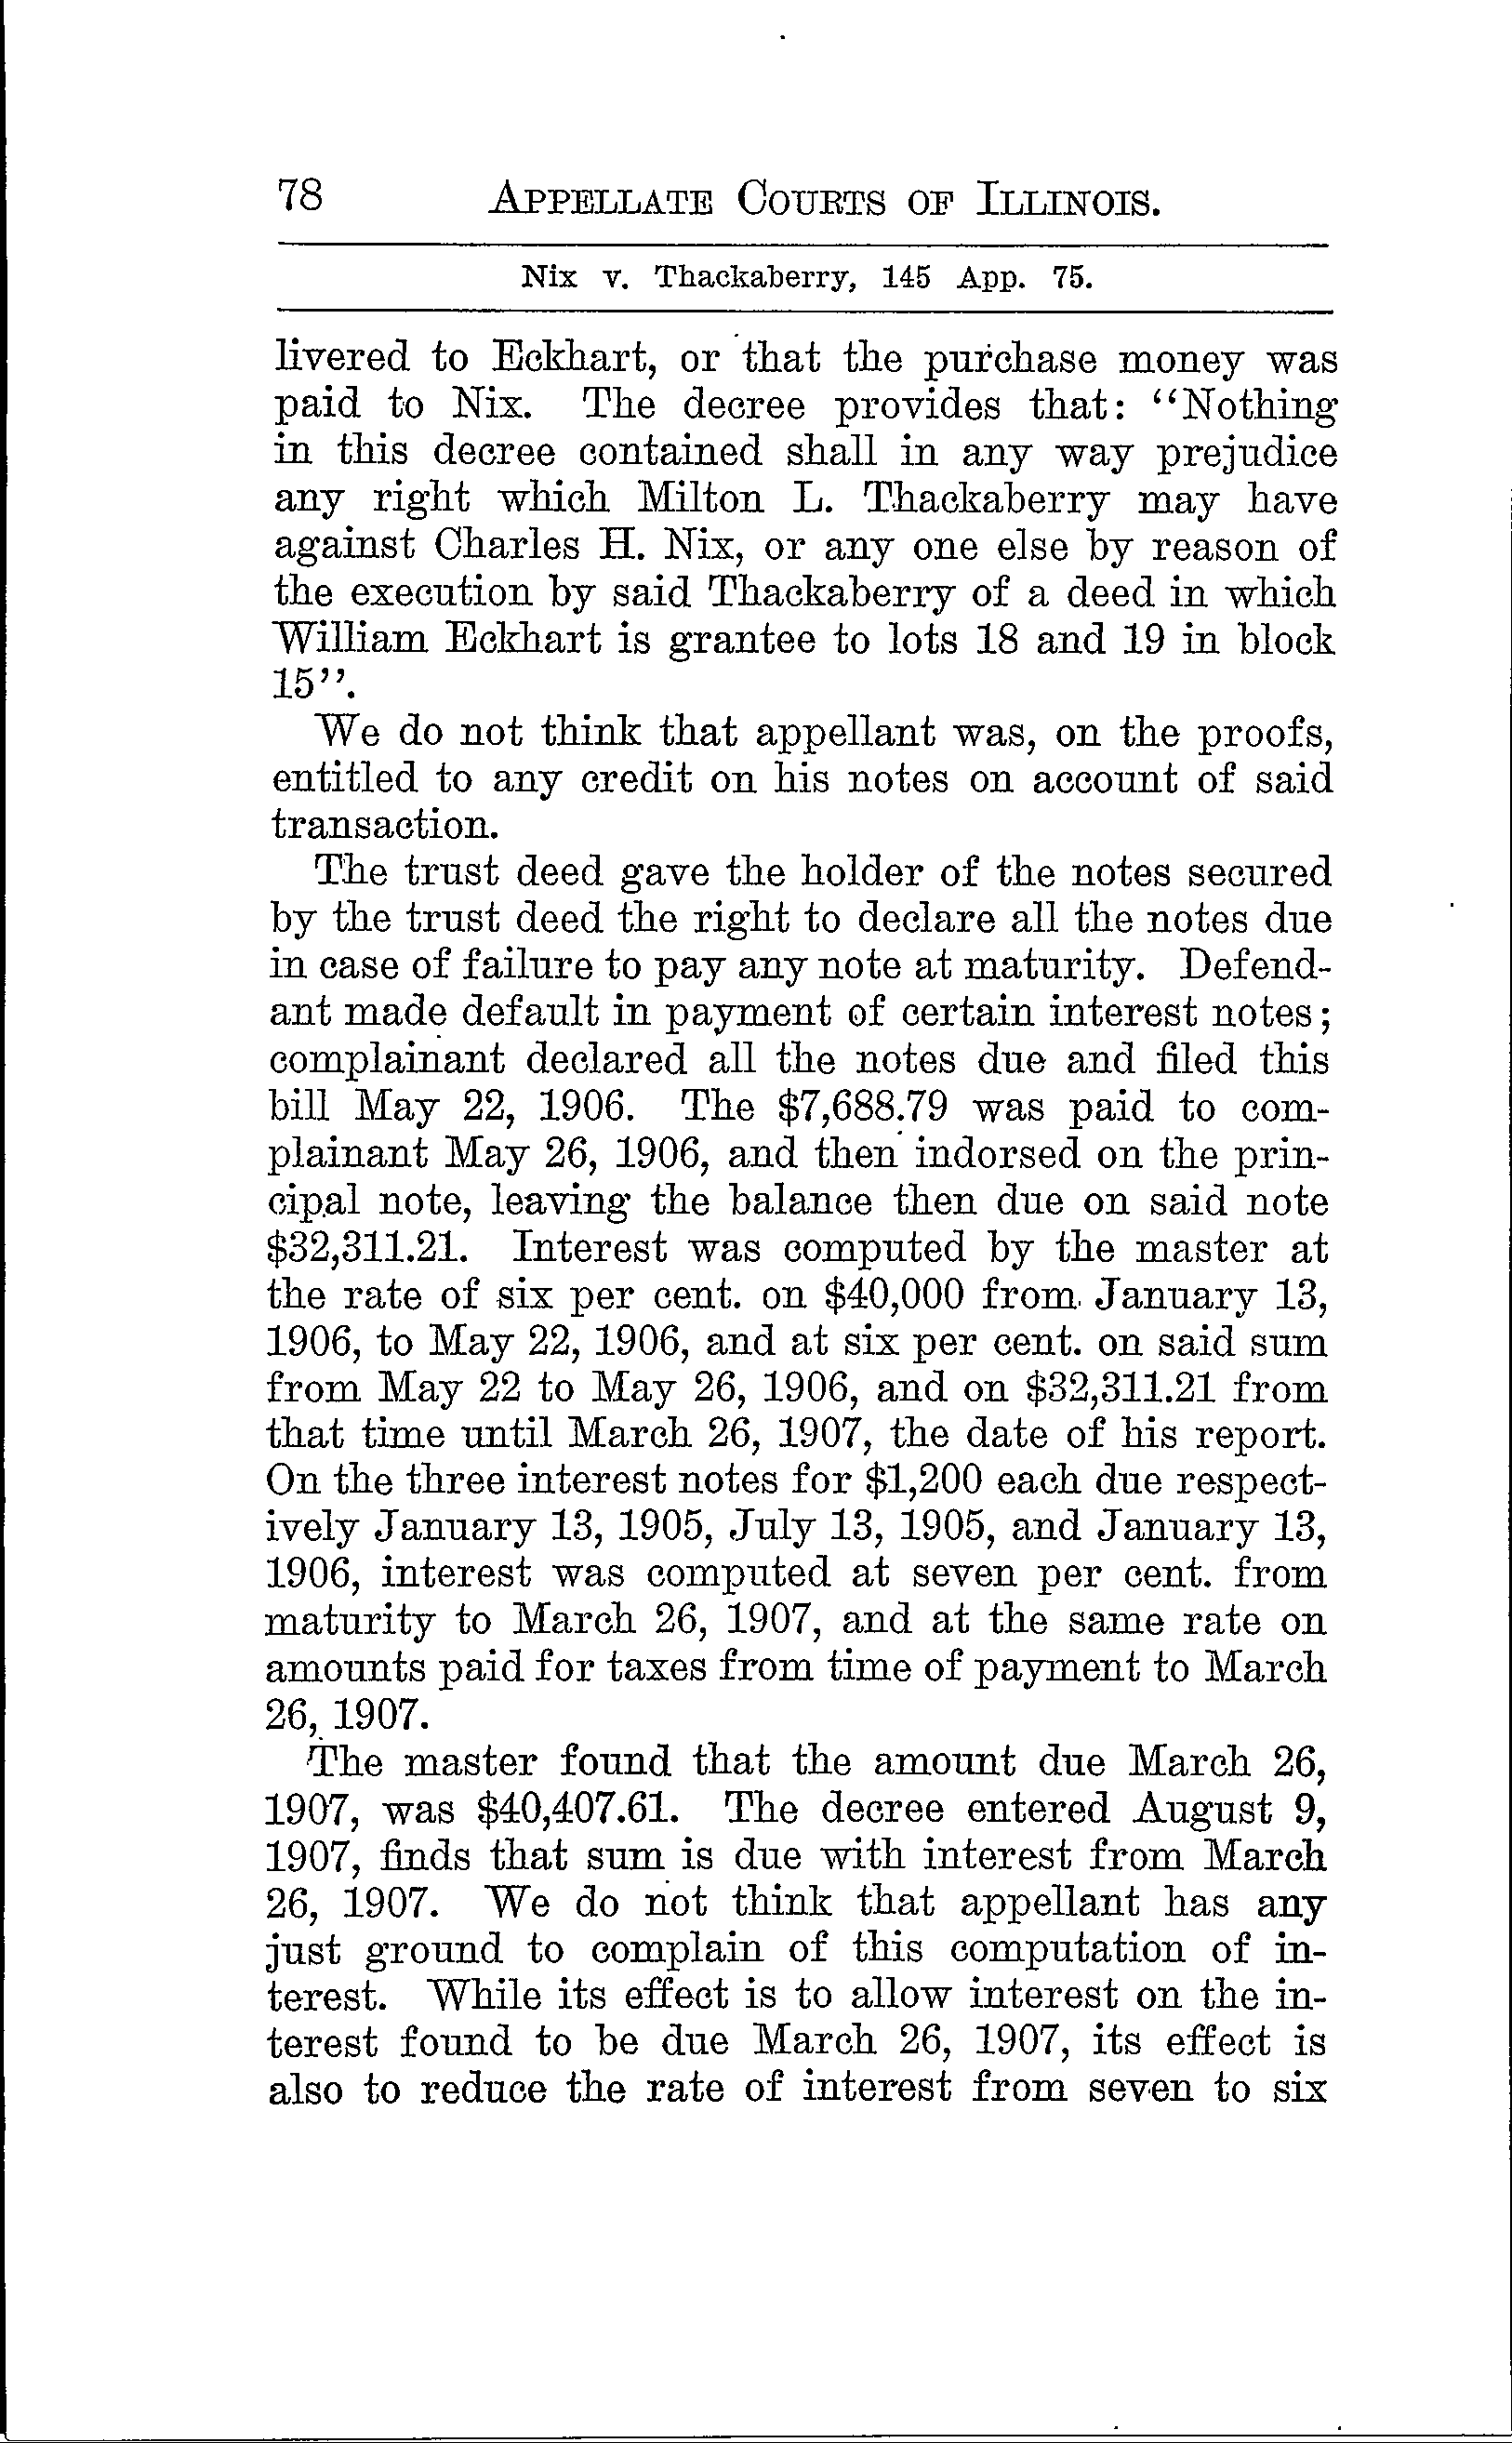 78 APPELLATE COURTS OF ILLINOIS.
Nix v. Thackaberry, 145 App. 75.
livered to Eckhart, or that the purchase money was
paid to Nix. The decree provides that: “Nothing
in this decree contained shall in any way prejudice
any right which Milton L. Thackaberry may have
against Charles H. Nix, or any one else by reason of
the execution by said Thackaberry of a deed in which
William Eckhart is grantee to lots 18 and 19 in block
15”.
We do not think that appellant was, on the proofs,
entitled to any credit on his notes on account of said
transaction.
The trust deed gave the holder of the notes secured
by the trust deed the right to declare all the notes due
in case of failure to pay any note at maturity. Defend-
ant made default in payment of certain interest notes;
complainant declared all the notes due and filed this
bill May 22, 1906. The $7,688.79 was paid to com-
plainant May 26, 1906, and then indorsed on the prin-
cipal note, leaving the balance then due on said note
$32,311.21. Interest was computed by the master at
the rate of six per cent. on $40,000 from January 13,
1906, to May 22, 1906, and at six per cent. on said sum
from May 22 to May 26, 1906, and on $32,311.21 from
that time until March 26, 1907, the date of his report.
On the three interest notes for $1,200 each due respect-
ively January 13, 1905, July 13, 1905, and January 13,
1906, interest was computed at seven per cent. from
maturity to March 26, 1907, and at the same rate on
amounts paid for taxes from time of payment to March
26, 1907.
The master found that the amount due March 26,
1907, was $40,407.61. The decree entered August 9,
1907, finds that sum is due with interest from March
26, 1907. We do not think that appellant has any
just ground to complain of this computation of in-
terest. While its effect is to allow interest on the in-
terest found to be due March 26, 1907, its effect is
also to reduce the rate of interest from seven to six